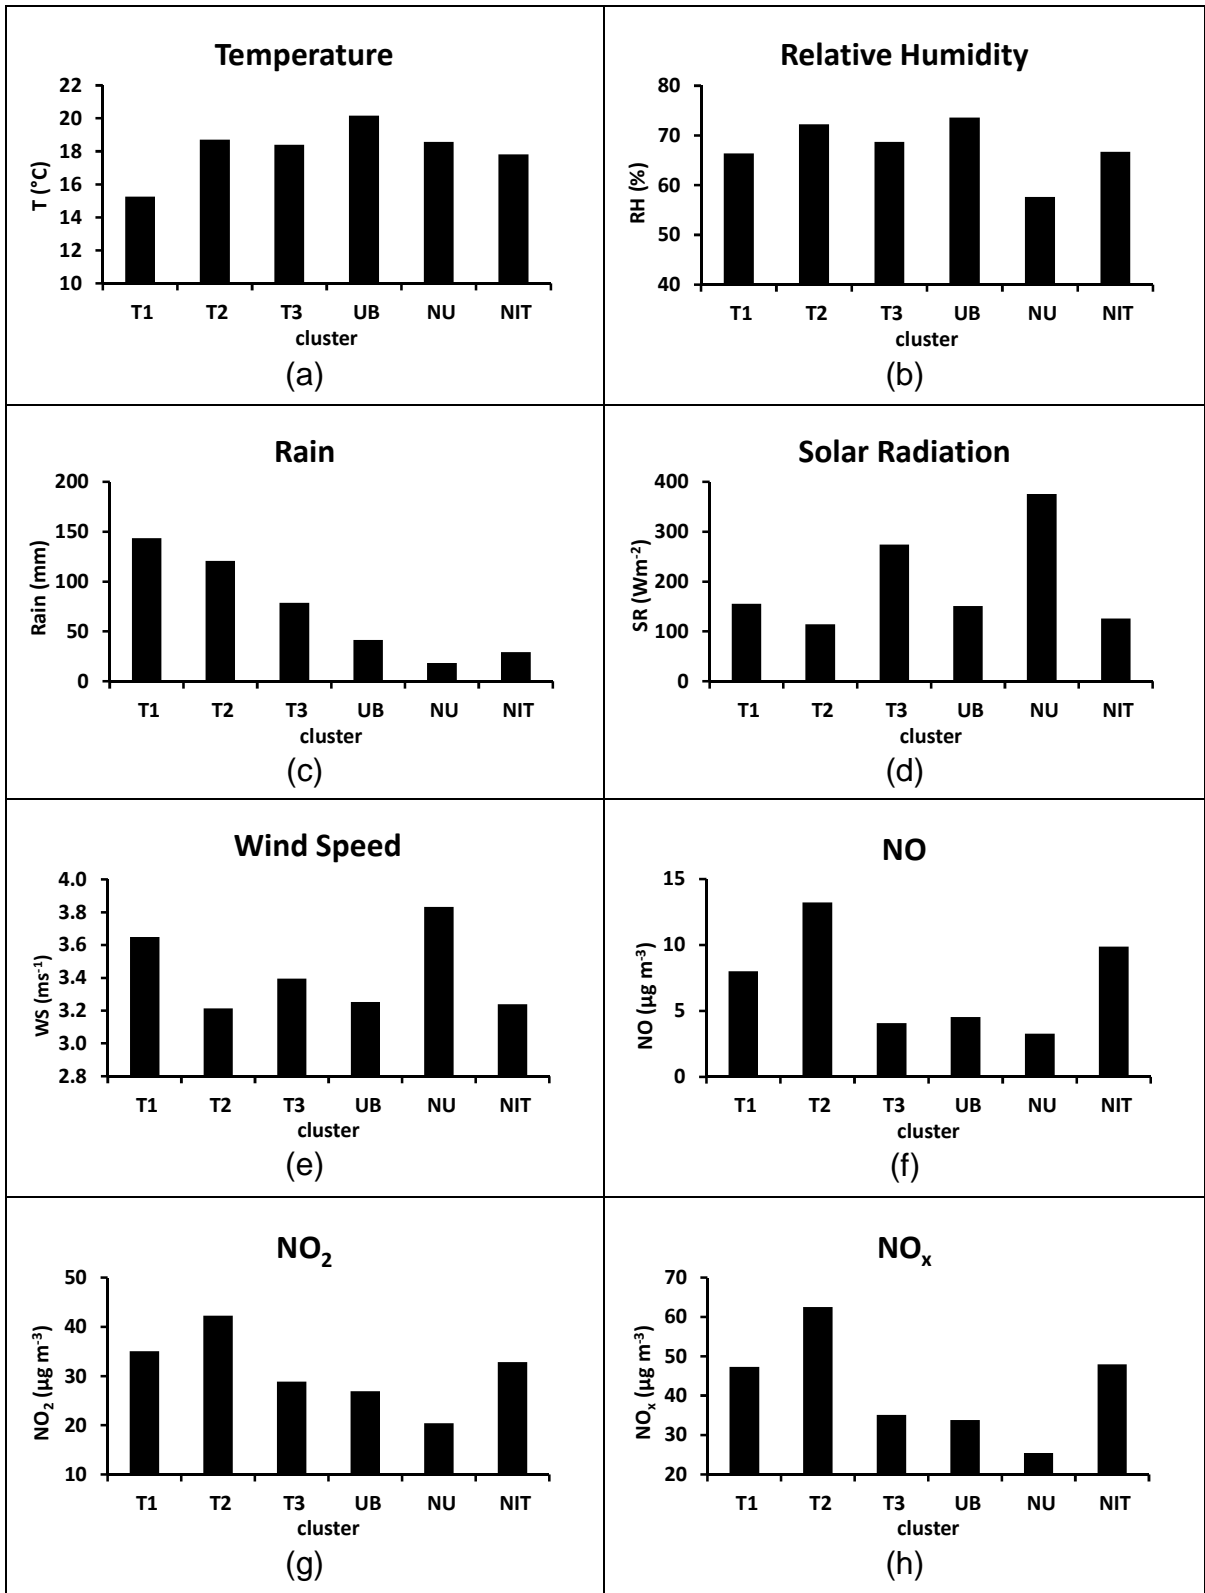 Temperature
22
20
18
16
14
12
10
T (°C)
T1 T2 T3 UB NU NIT
cluster
(a)
Relative Humidity
80
70
60
50
40
RH (%)
T1 T2 T3 UB NU NIT
cluster
(b)
Rain
200
150
100
50
0
Rain (mm)
T1 T2 T3 UB NU NIT
cluster
(c)
Solar Radiation
400
300
200
100
0
SR (Wm⁻²)
T1 T2 T3 UB NU NIT
cluster
(d)
Wind Speed
4.0
3.8
3.6
3.4
3.2
3.0
2.8
WS (ms⁻¹)
T1 T2 T3 UB NU NIT
cluster
(e)
NO
15
10
5
0
NO (µg m⁻³)
T1 T2 T3 UB NU NIT
cluster
(f)
NO₂
50
40
30
20
10
NO₂ (µg m⁻³)
T1 T2 T3 UB NU NIT
cluster
(g)
NOₓ
70
60
50
40
30
20
NOₓ (µg m⁻³)
T1 T2 T3 UB NU NIT
cluster
(h)